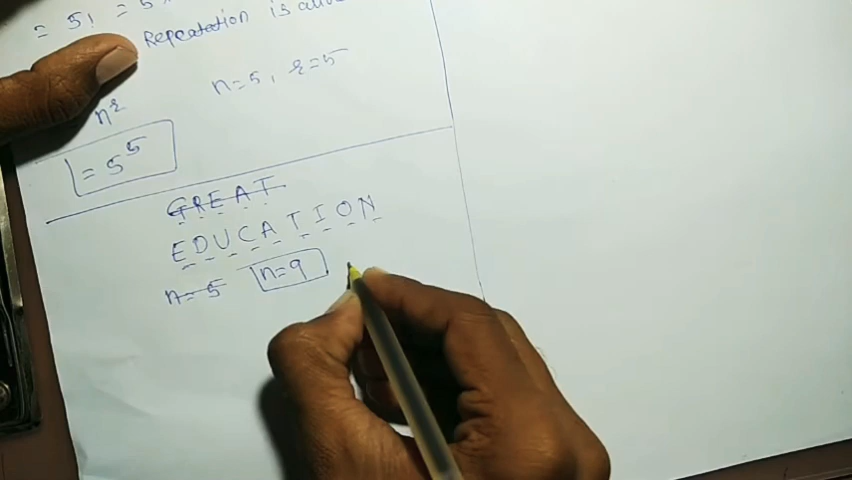 = 5! = 5
Repeatation is
n=5, r=5
n^r
= 5^5
GREAT
EDUCATION
n=5 n=9